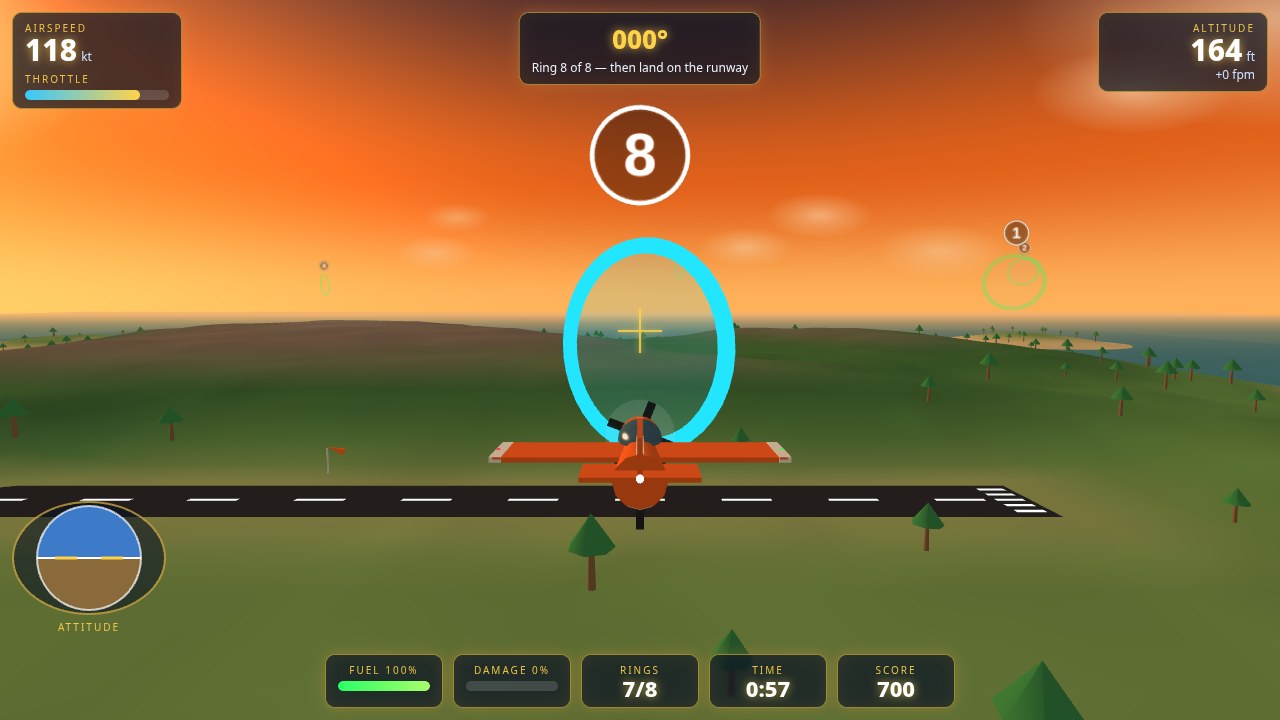 AIRSPEED
118 kt
THROTTLE
000°
Ring 8 of 8 — then land on the runway
ALTITUDE
164 ft
+0 fpm
8
1
2
ATTITUDE
FUEL 100%
DAMAGE 0%
RINGS
7/8
TIME
0:57
SCORE
700